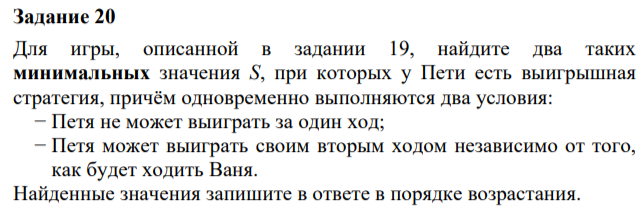 Задание 20
Для игры, описанной в задании 19, найдите два таких
минимальных значения S, при которых у Пети есть выигрышная
стратегия, причём одновременно выполняются два условия:
− Петя не может выиграть за один ход;
− Петя может выиграть своим вторым ходом независимо от того,
как будет ходить Ваня.
Найденные значения запишите в ответе в порядке возрастания.